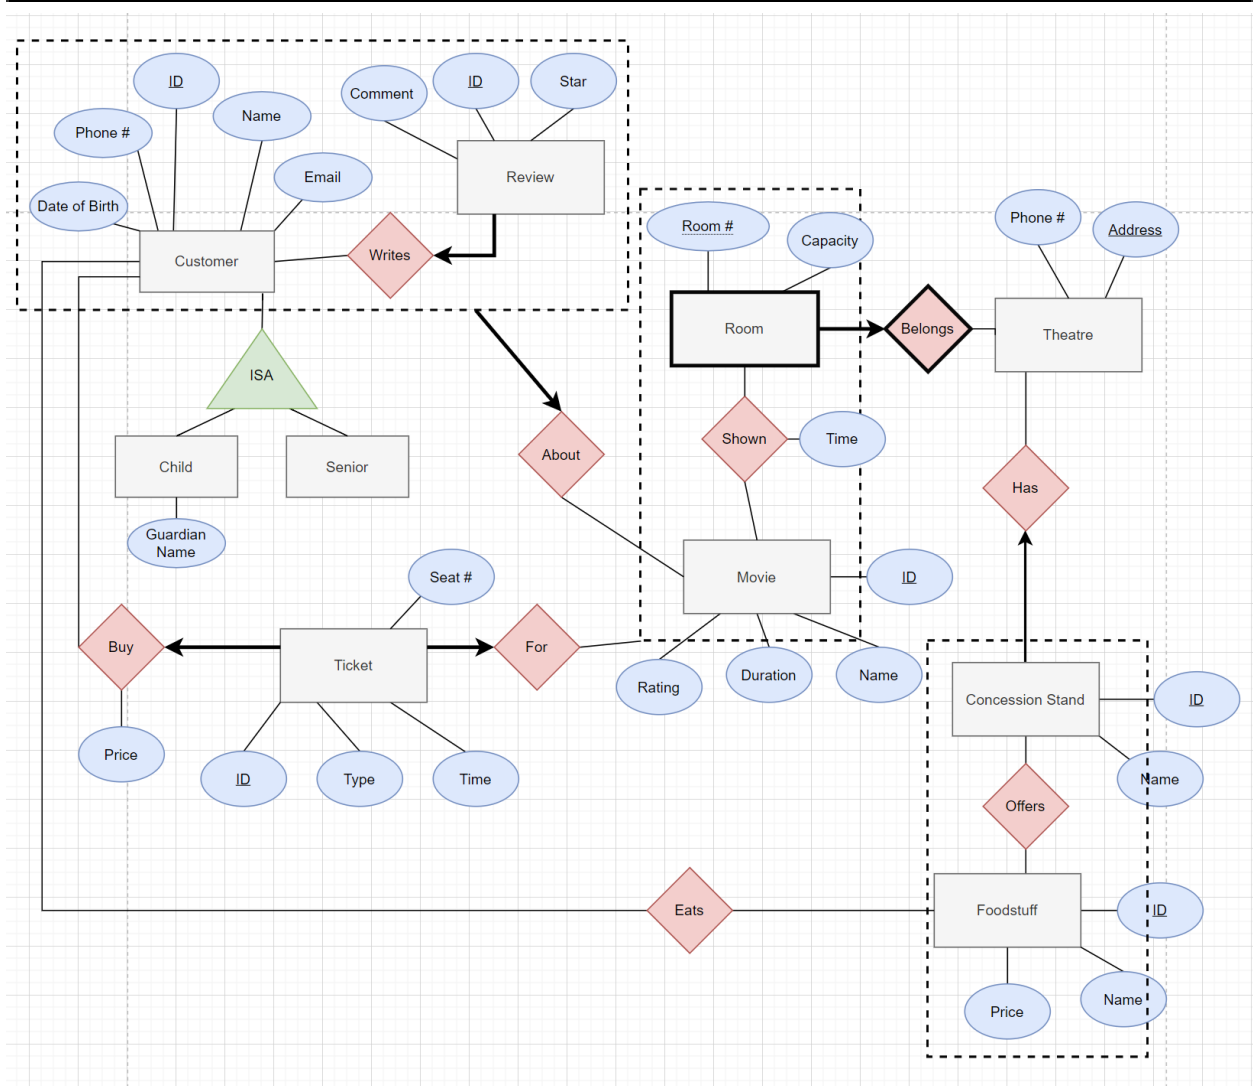 ID
Star
Comment
ID
Name
Phone #
Review
Email
Date of Birth
Room #
Phone #
Address
Capacity
Writes
Customer
Room
Belongs
Theatre
ISA
Shown
Time
About
Child
Senior
Has
Guardian
Name
Seat #
Movie
ID
Buy
For
Ticket
Rating
Duration
Name
Concession Stand
ID
Price
ID
Type
Time
Name
Offers
Eats
Foodstuff
ID
Price
Name